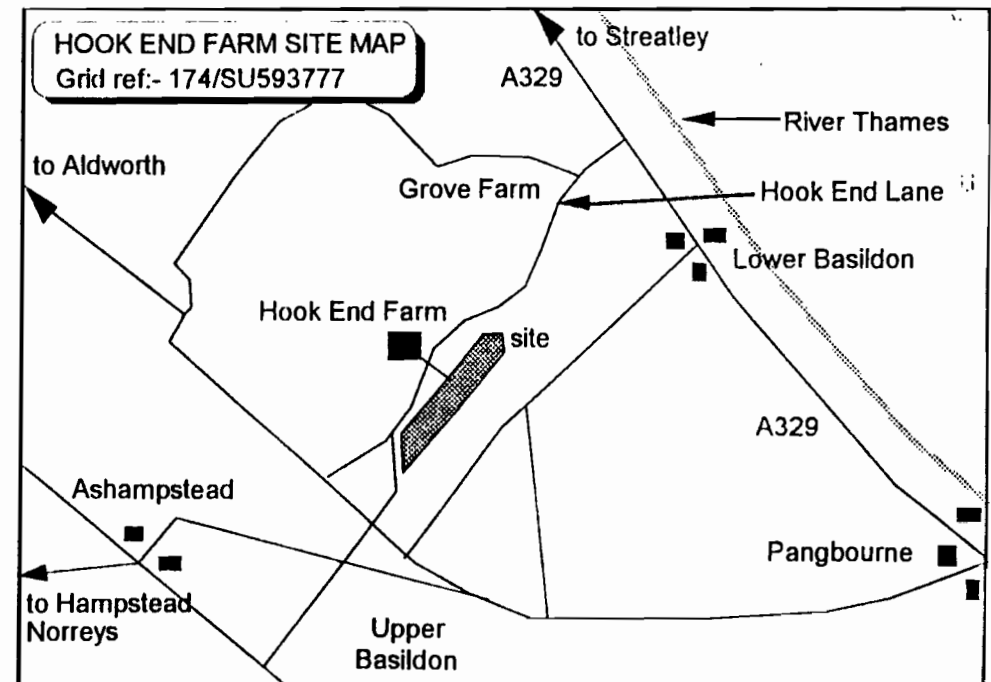 HOOK END FARM SITE MAP
Grid ref:- 174/SU593777
to Streatley
A329
River Thames
to Aldworth
Grove Farm
Hook End Lane
Lower Basildon
Hook End Farm
site
A329
Ashampstead
Pangbourne
to Hampstead
Norreys
Upper
Basildon